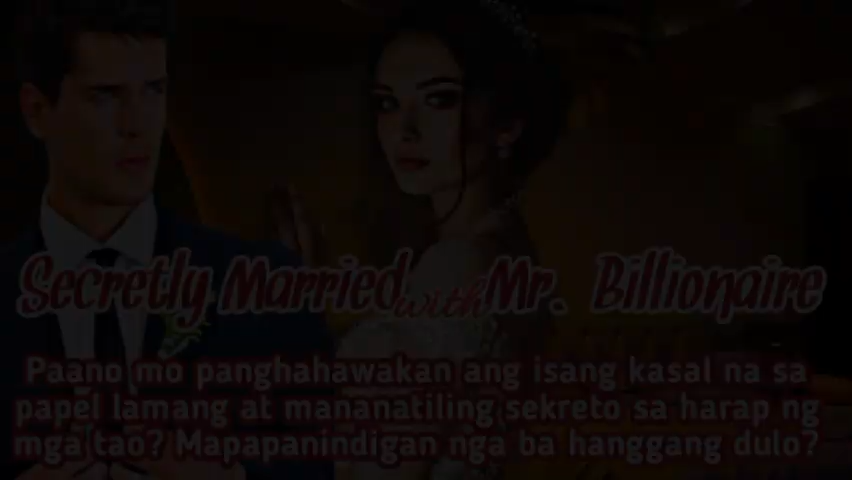 Secretly Married with Mr. Billionaire
Paano mo panghahawakan ang isang kasal na sa
papel lamang at mananatiling sekreto sa harap ng
mga tao? Mapapanindigan nga ba hanggang dulo?